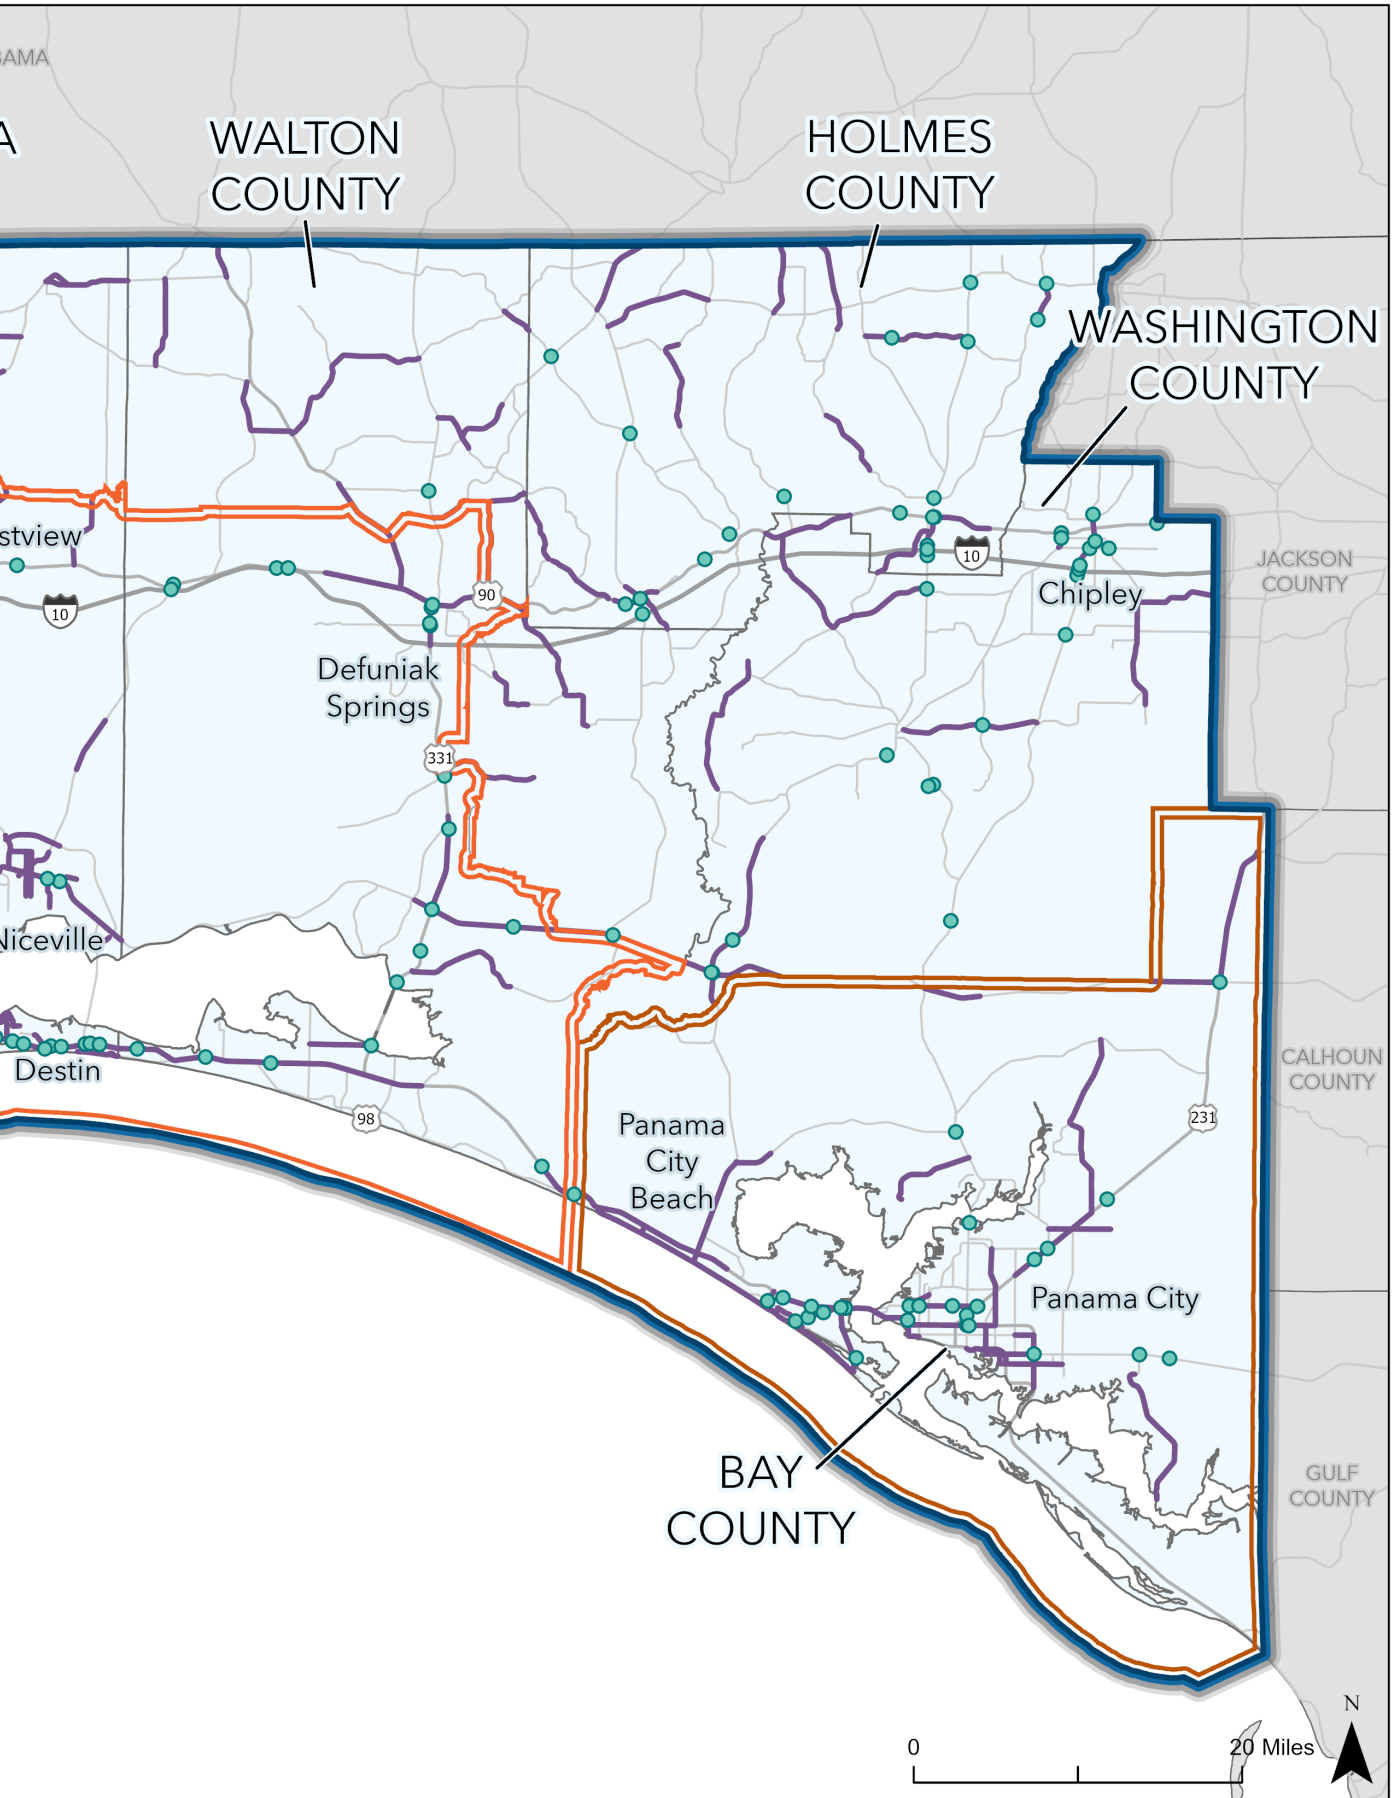 BAMA
A
WALTON
COUNTY
HOLMES
COUNTY
WASHINGTON
COUNTY
stview
10
90
10
Chipley
JACKSON
COUNTY
Defuniak
Springs
331
Niceville
Destin
98
Panama
City
Beach
231
CALHOUN
COUNTY
Panama City
BAY
COUNTY
GULF
COUNTY
N
0
20 Miles